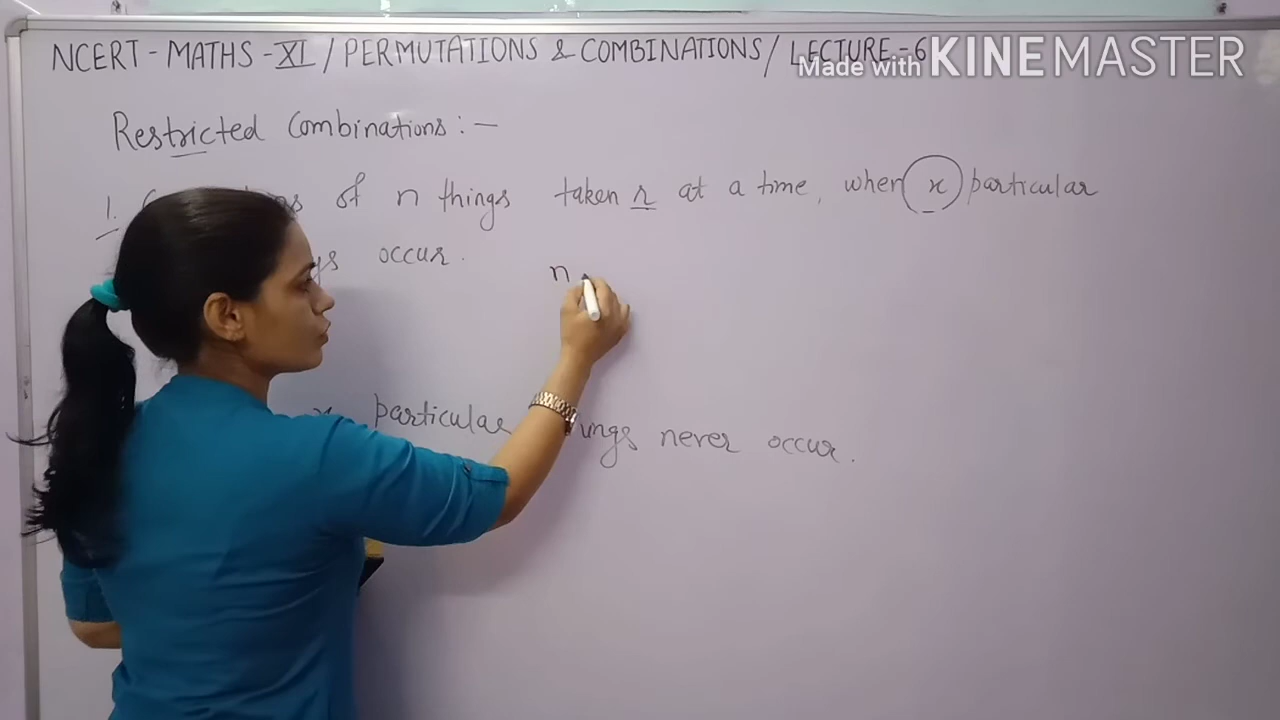 NCERT - MATHS - XI / PERMUTATIONS & COMBINATIONS / LECTURE - 6
Made with KINEMASTER
Restricted Combinations : —
1. of n things taken r at a time, when x particular
occur.
n
particular never occur.